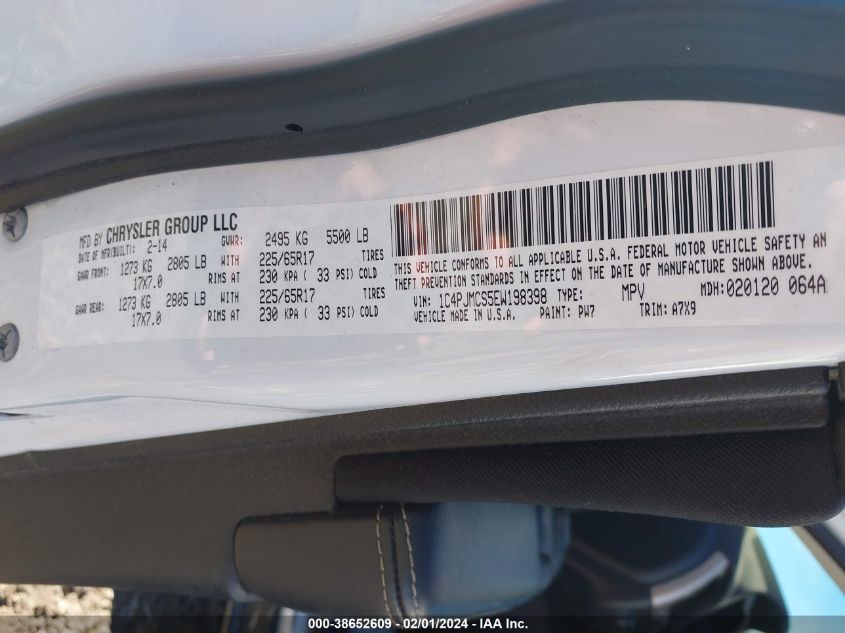 MFD BY CHRYSLER GROUP LLC
DATE OF MFR(BUILT): 2-14 GVWR: 2495 KG 5500 LB
GAWR FRONT: 1273 KG 2805 LB WITH 225/65R17 TIRES
17X7.0 RIMS AT 230 KPA ( 33 PSI) COLD
GAWR REAR: 1273 KG 2805 LB WITH 225/65R17 TIRES
17X7.0 RIMS AT 230 KPA ( 33 PSI) COLD
THIS VEHICLE CONFORMS TO ALL APPLICABLE U.S.A. FEDERAL MOTOR VEHICLE SAFETY AN
THEFT PREVENTION STANDARDS IN EFFECT ON THE DATE OF MANUFACTURE SHOWN ABOVE.
VIN: 1C4PJMCS5EW198398 TYPE: MPV MDH:020120 064A
VEHICLE MADE IN U.S.A. PAINT: PW7 TRIM: A7X9
000-38652609 - 02/01/2024 - IAA Inc.